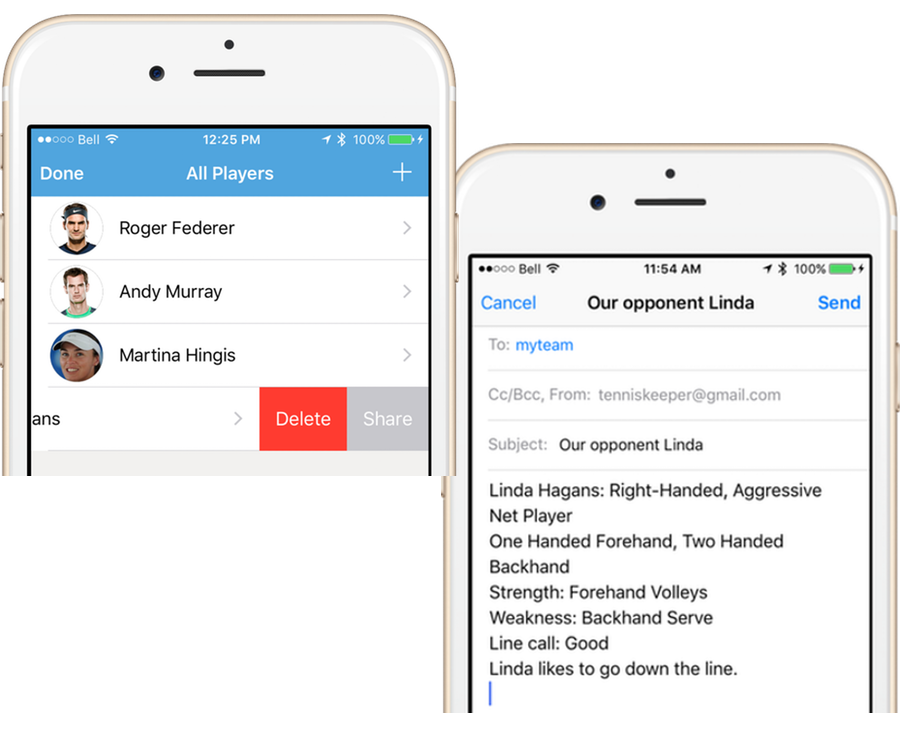 Bell 12:25 PM 100%
Done All Players +
Roger Federer
Andy Murray
Martina Hingis
ans Delete Share
Bell 11:54 AM 100%
Cancel Our opponent Linda Send
To: myteam
Cc/Bcc, From: tenniskeeper@gmail.com
Subject: Our opponent Linda
Linda Hagans: Right-Handed, Aggressive
Net Player
One Handed Forehand, Two Handed
Backhand
Strength: Forehand Volleys
Weakness: Backhand Serve
Line call: Good
Linda likes to go down the line.